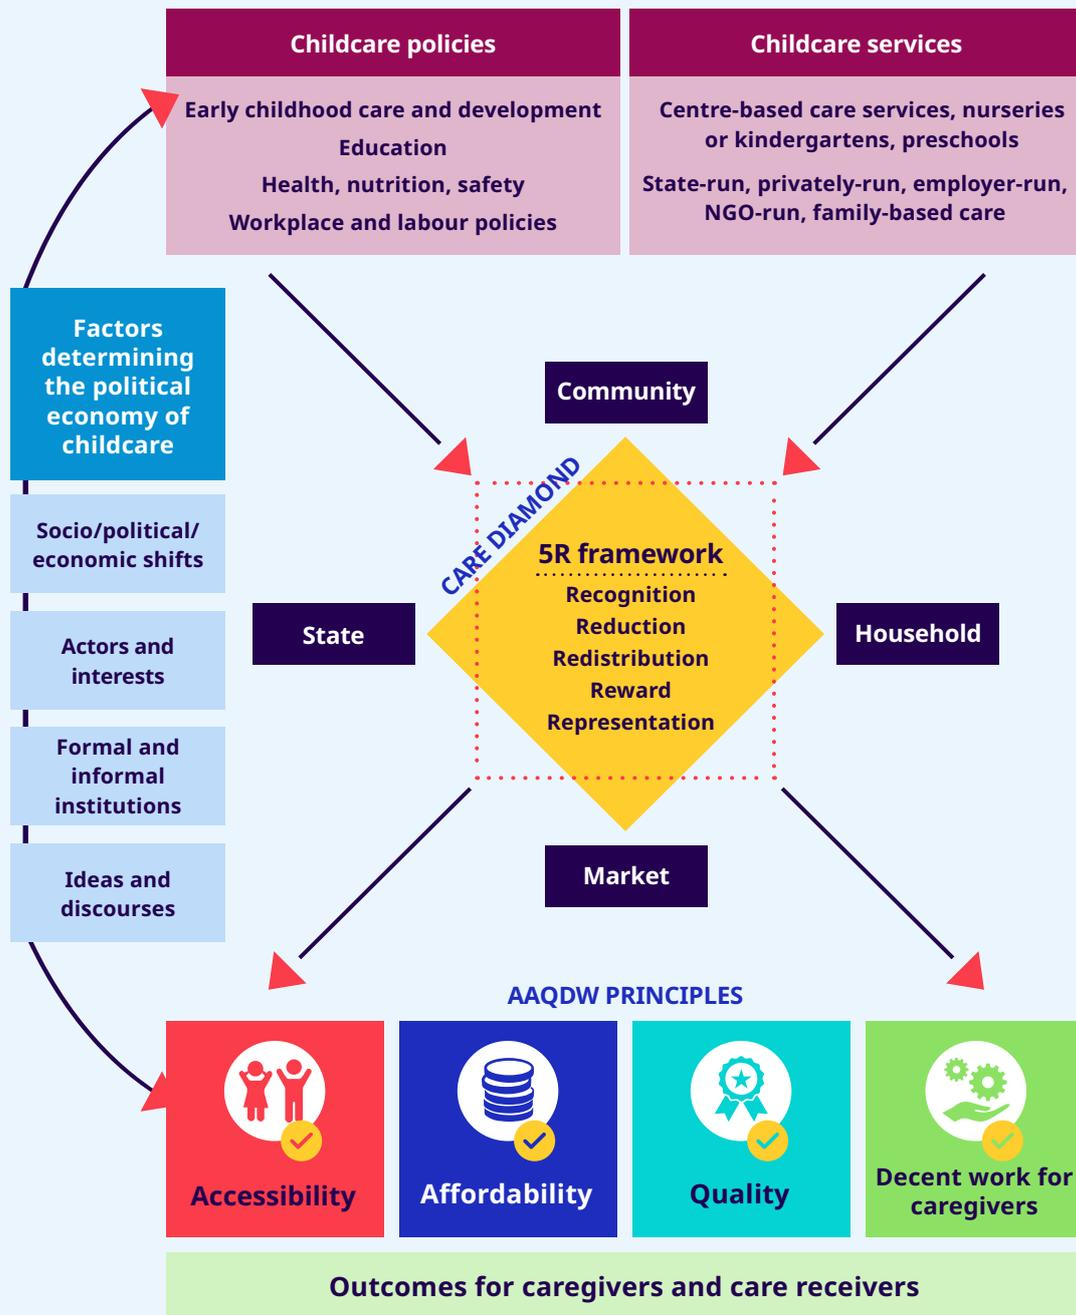 Childcare policies
Childcare services
Early childhood care and development
Education
Health, nutrition, safety
Workplace and labour policies
Centre-based care services, nurseries
or kindergartens, preschools
State-run, privately-run, employer-run,
NGO-run, family-based care
Factors
determining
the political
economy of
childcare
Socio/political/
economic shifts
Actors and
interests
Formal and
informal
institutions
Ideas and
discourses
Community
CARE DIAMOND
5R framework
Recognition
Reduction
Redistribution
Reward
Representation
State
Household
Market
AAQDW PRINCIPLES
Accessibility
Affordability
Quality
Decent work for
caregivers
Outcomes for caregivers and care receivers